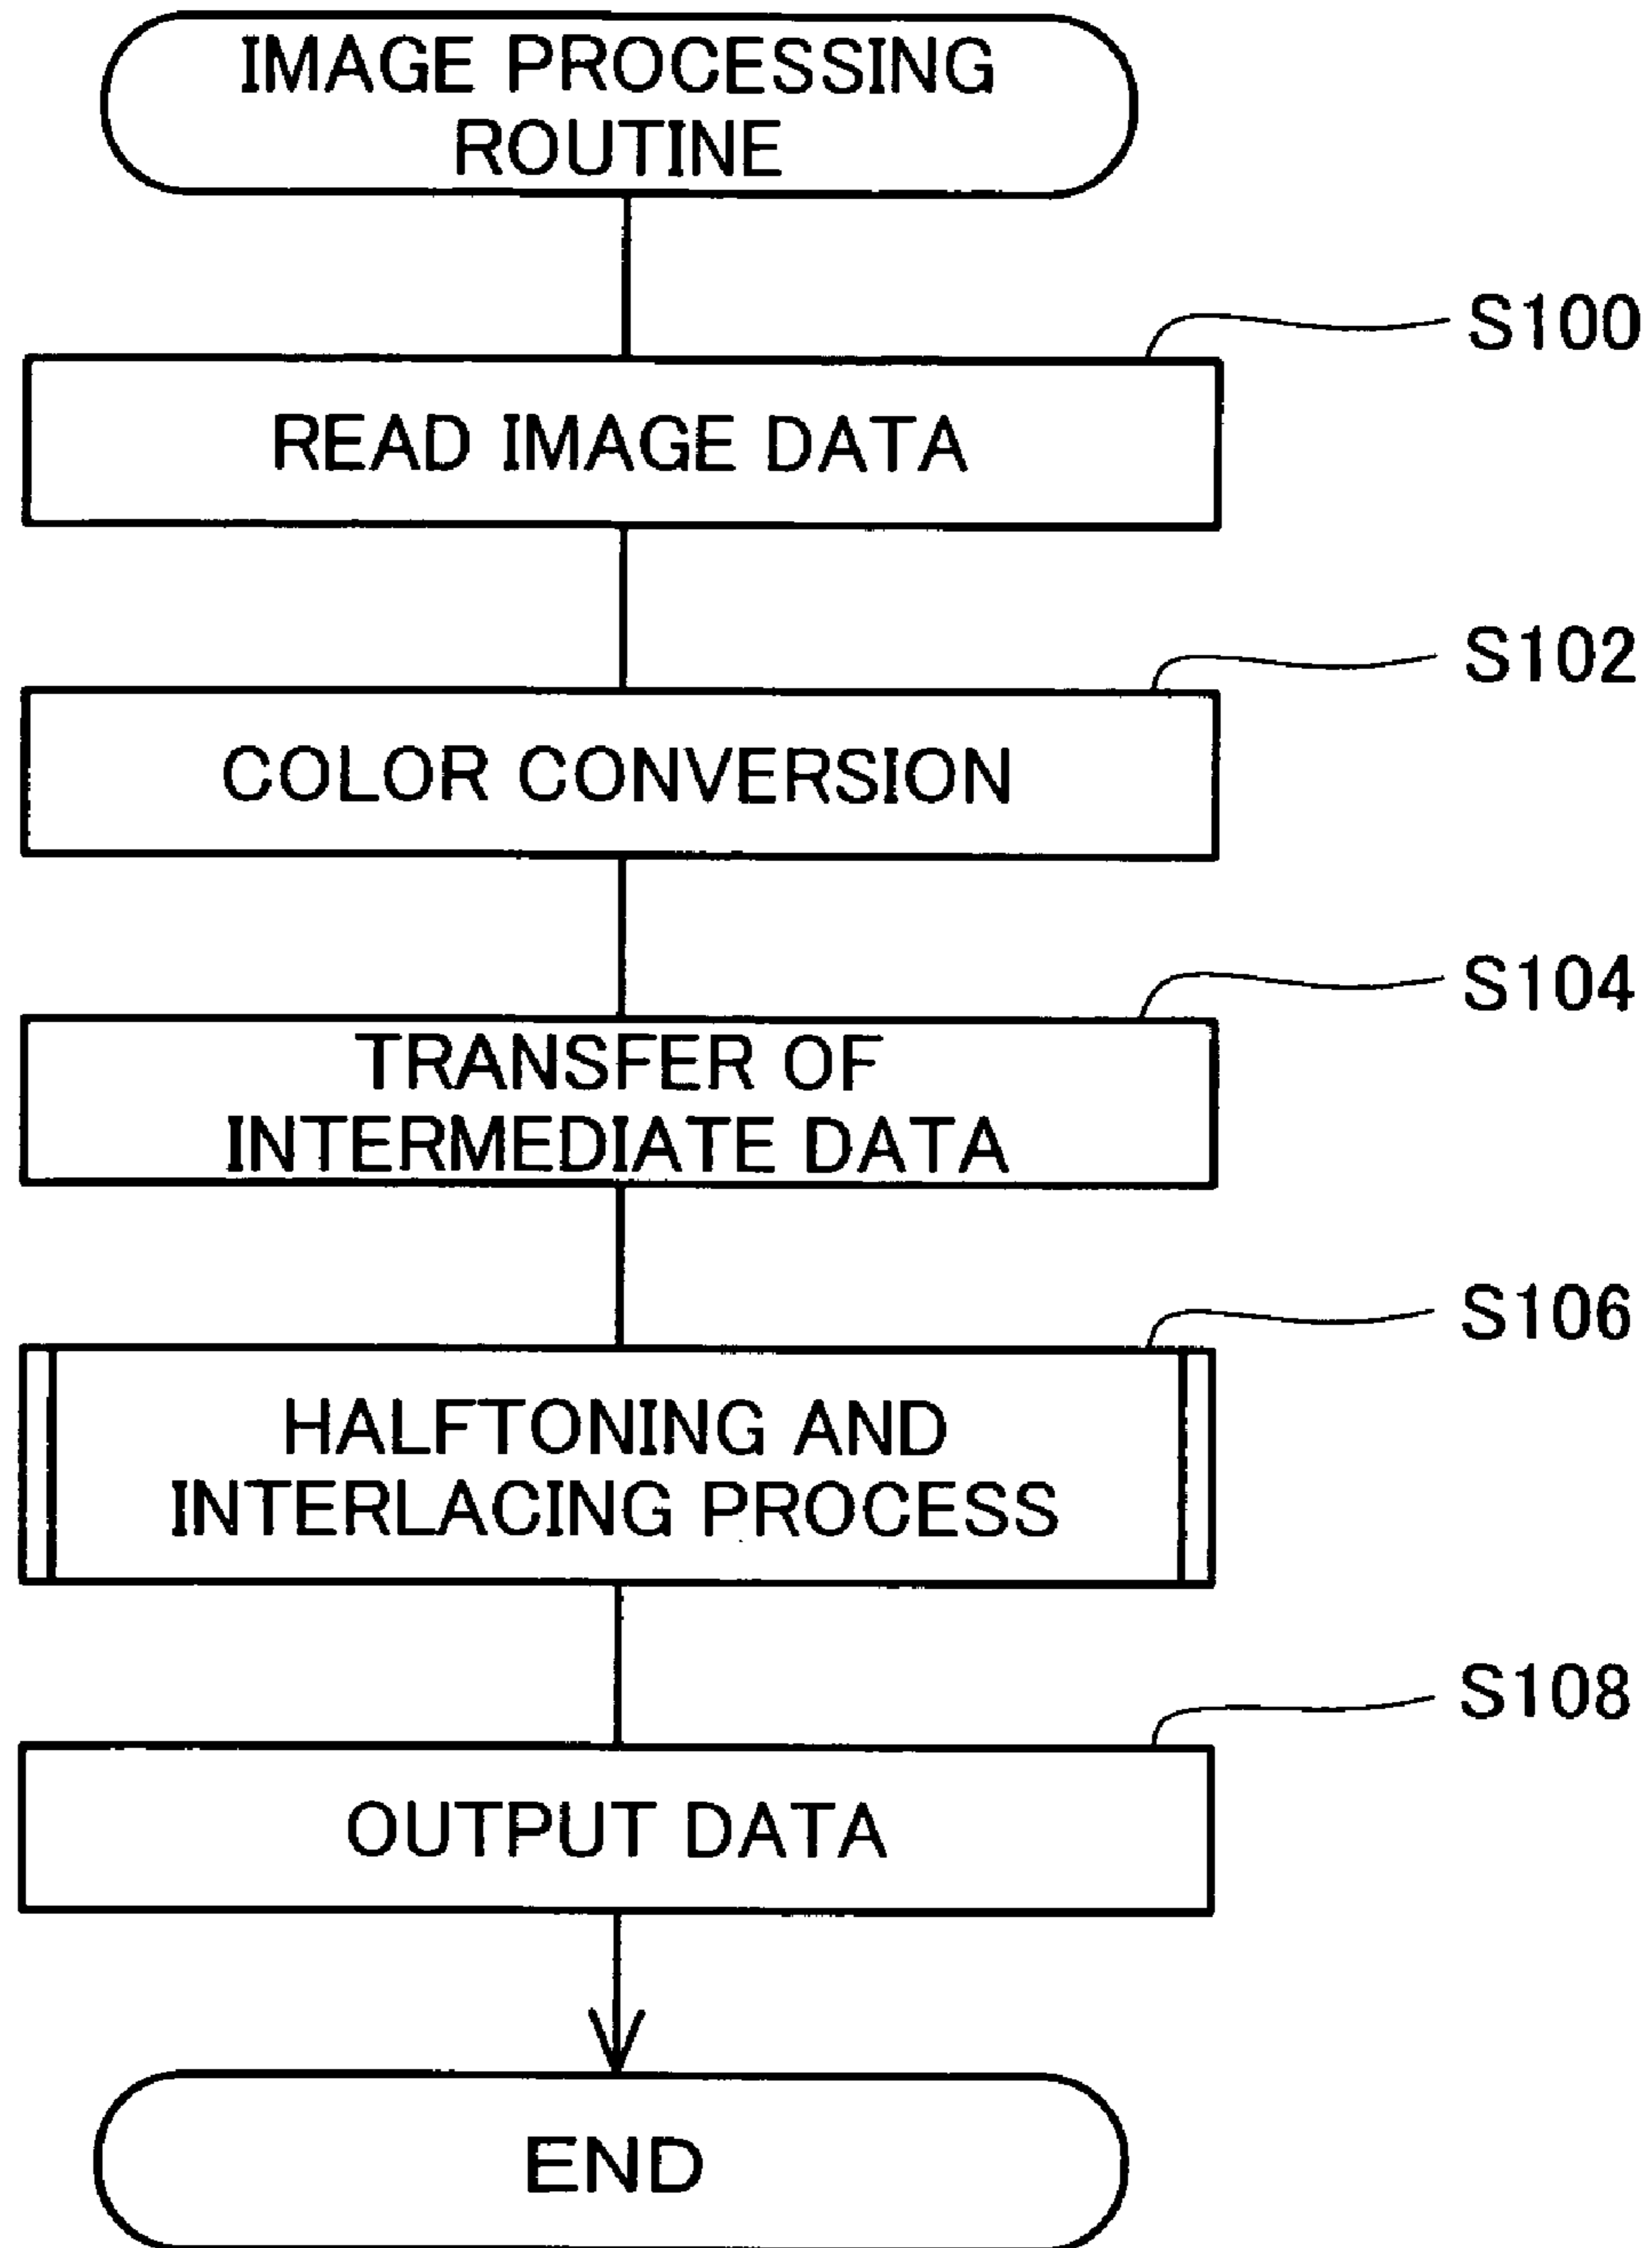 IMAGE PROCESSING
ROUTINE
S100
READ IMAGE DATA
S102
COLOR CONVERSION
S104
TRANSFER OF
INTERMEDIATE DATA
S106
HALFTONING AND
INTERLACING PROCESS
S108
OUTPUT DATA
END